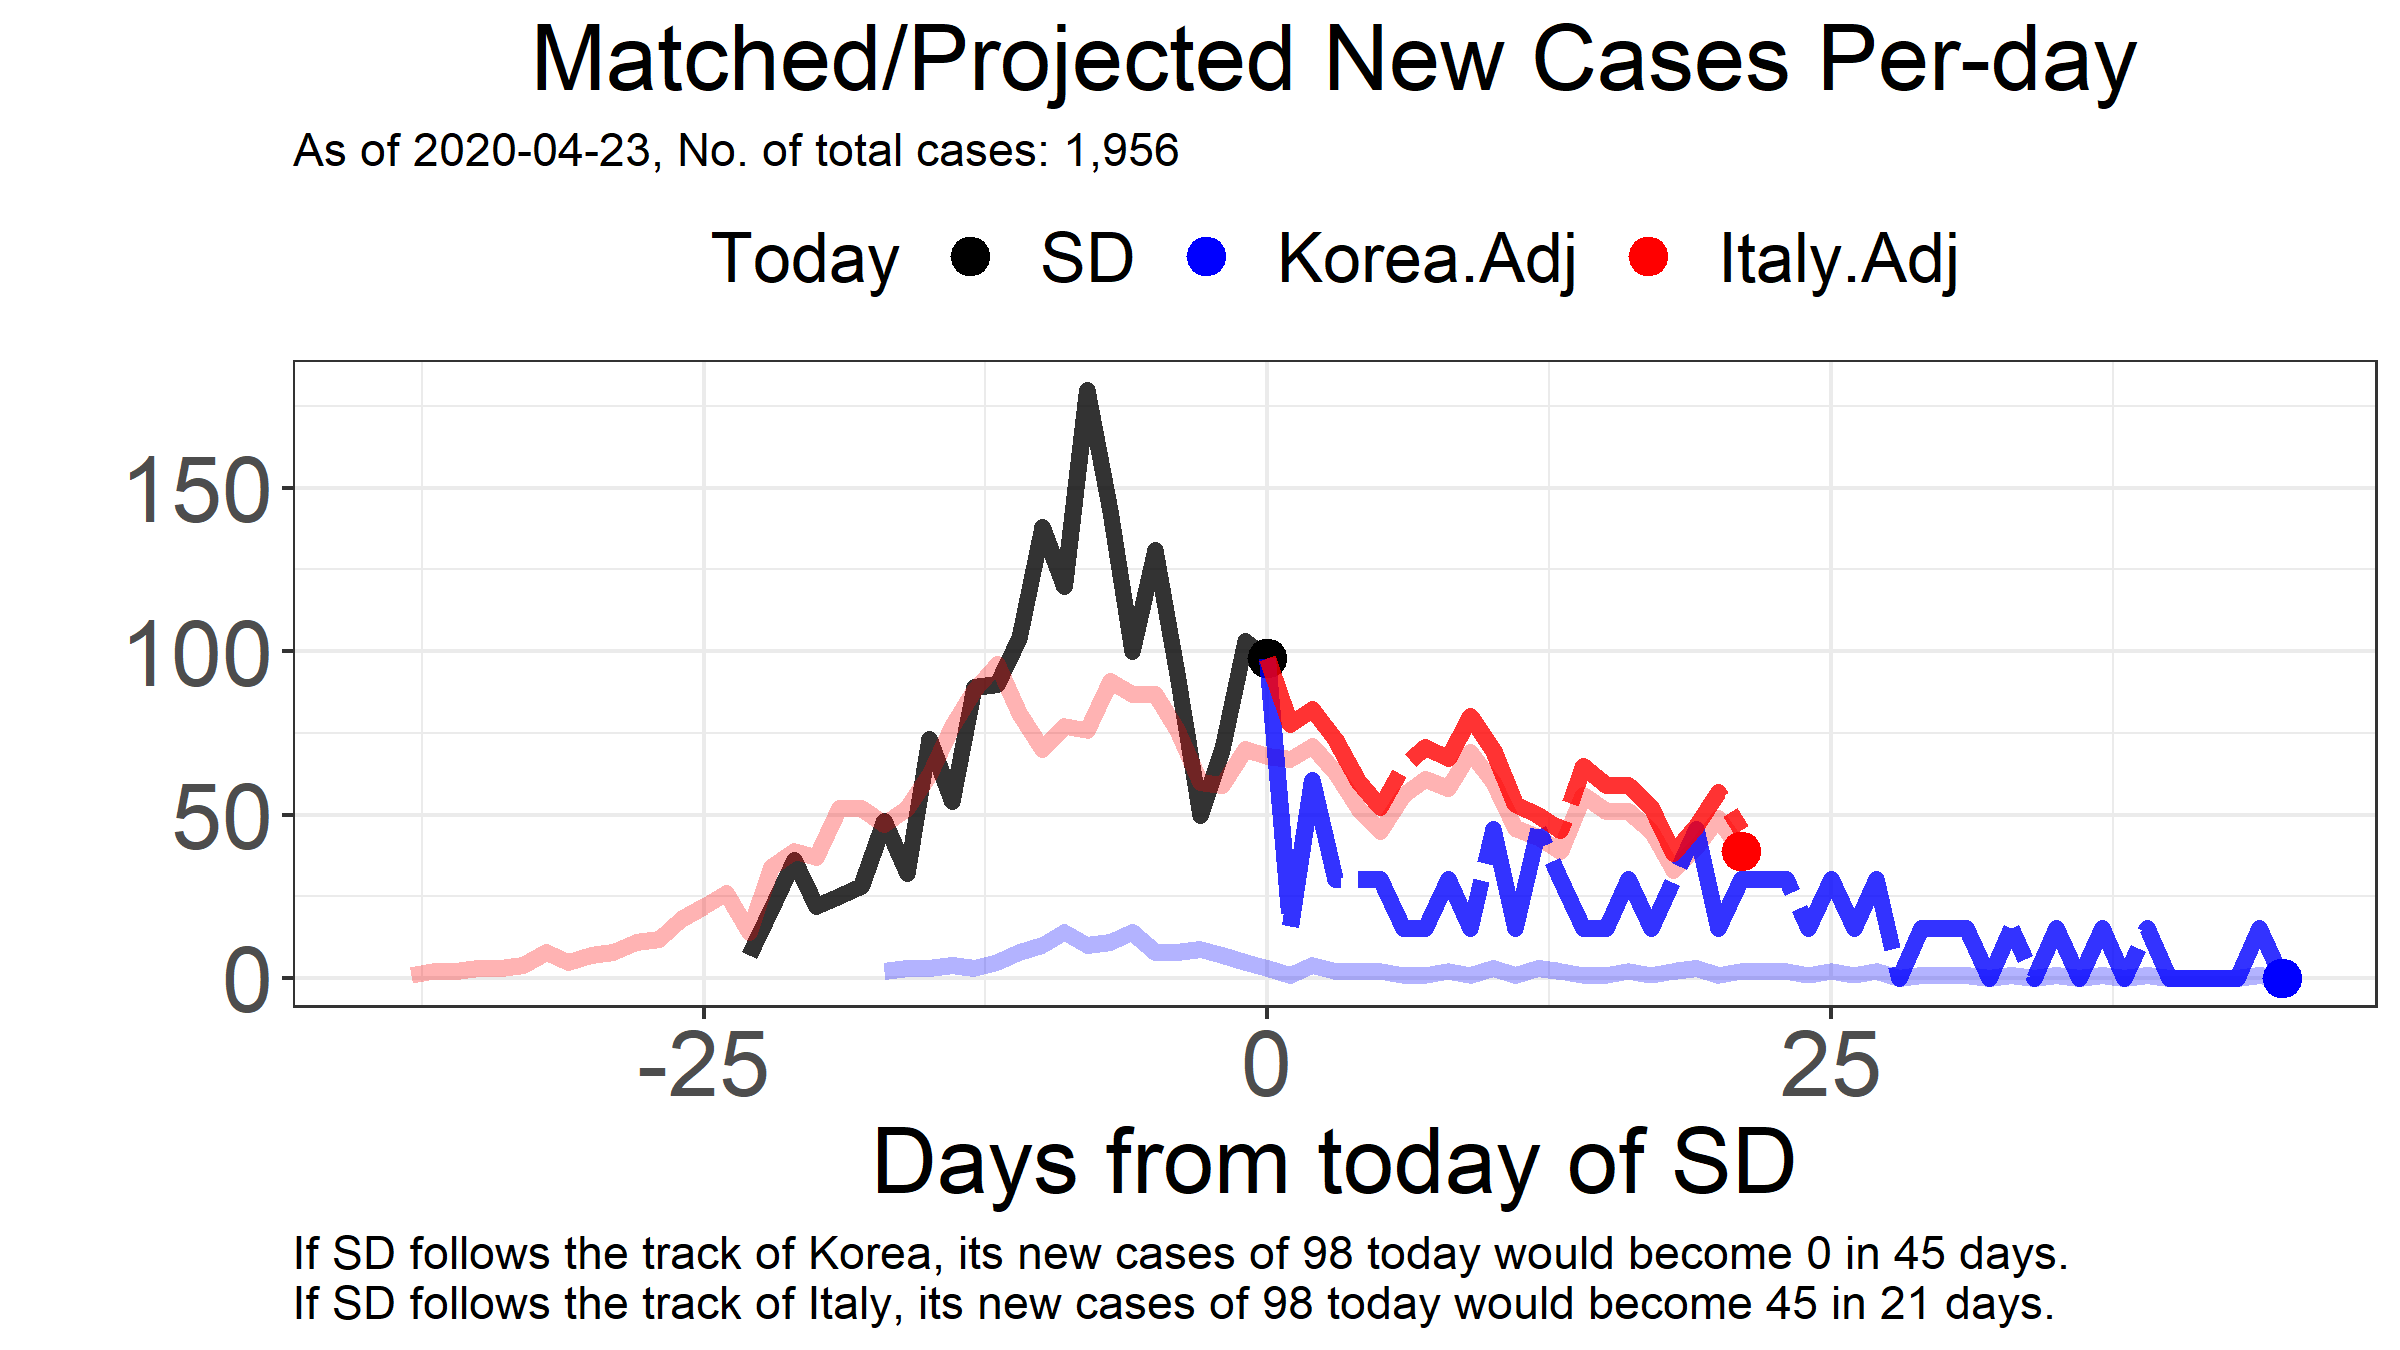 Matched/Projected New Cases Per-day
As of 2020-04-23, No. of total cases: 1,956
Today SD Korea.Adj Italy.Adj
150
100
50
0
-25 0 25
Days from today of SD
If SD follows the track of Korea, its new cases of 98 today would become 0 in 45 days.
If SD follows the track of Italy, its new cases of 98 today would become 45 in 21 days.